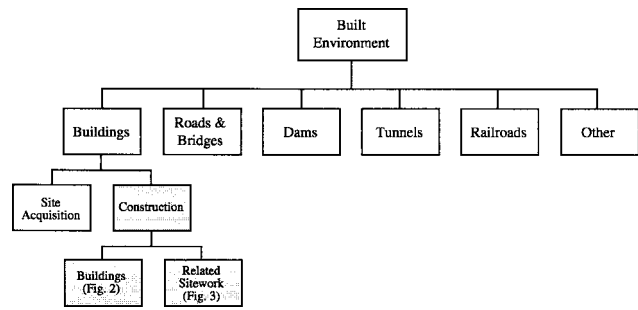 Built
Environment
Buildings
Roads &
Bridges
Dams
Tunnels
Railroads
Other
Site
Acquisition
Construction
Buildings
(Fig. 2)
Related
Sitework
(Fig. 3)